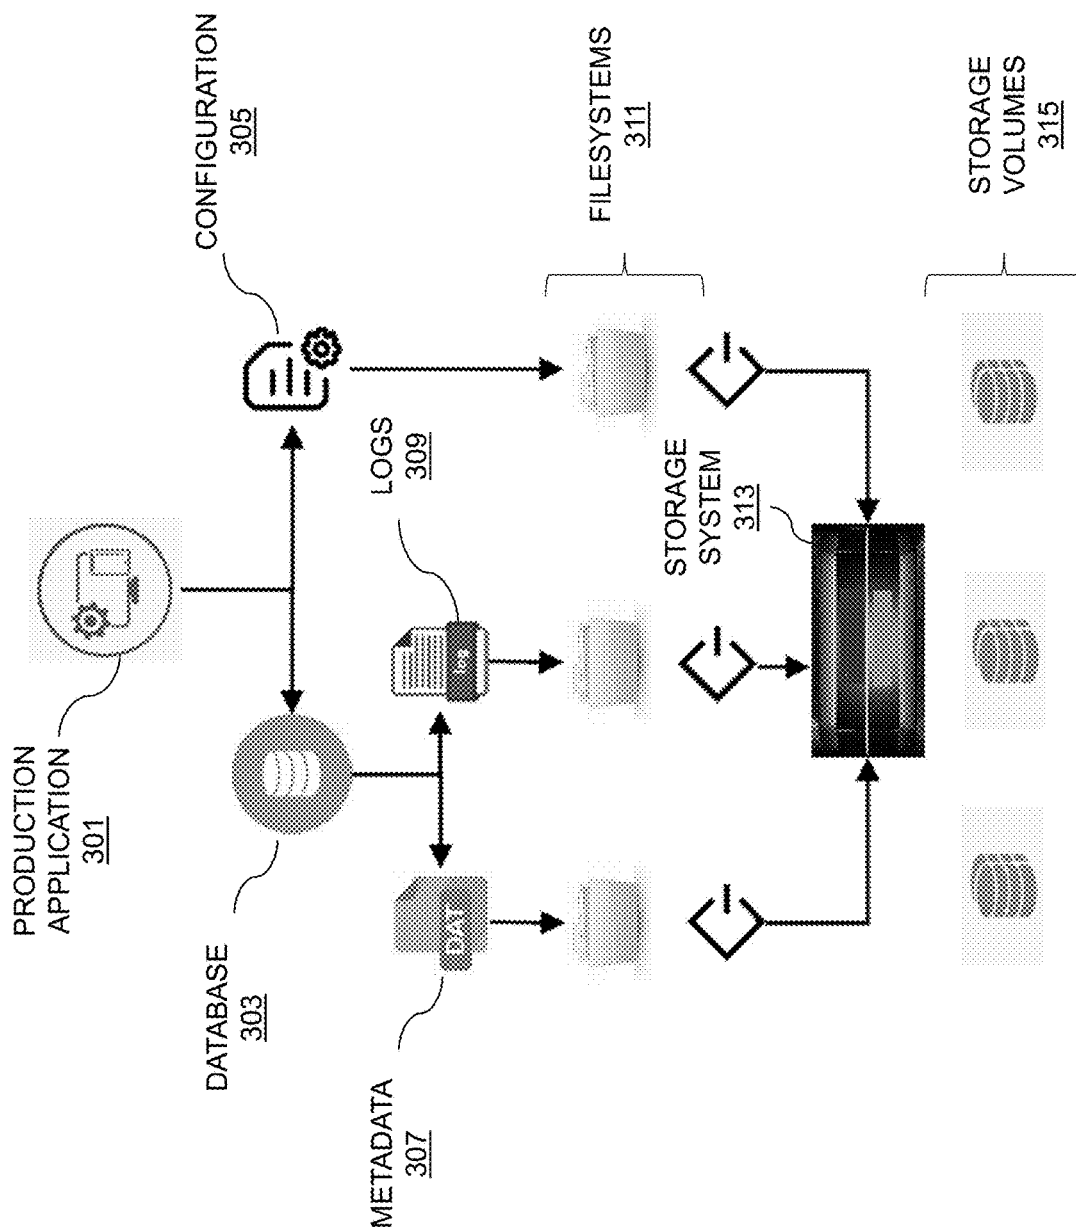 PRODUCTION
APPLICATION
301
CONFIGURATION
305
DATABASE
303
LOGS
309
METADATA
307
DAT
FILESYSTEMS
311
STORAGE
SYSTEM
313
STORAGE
VOLUMES
315